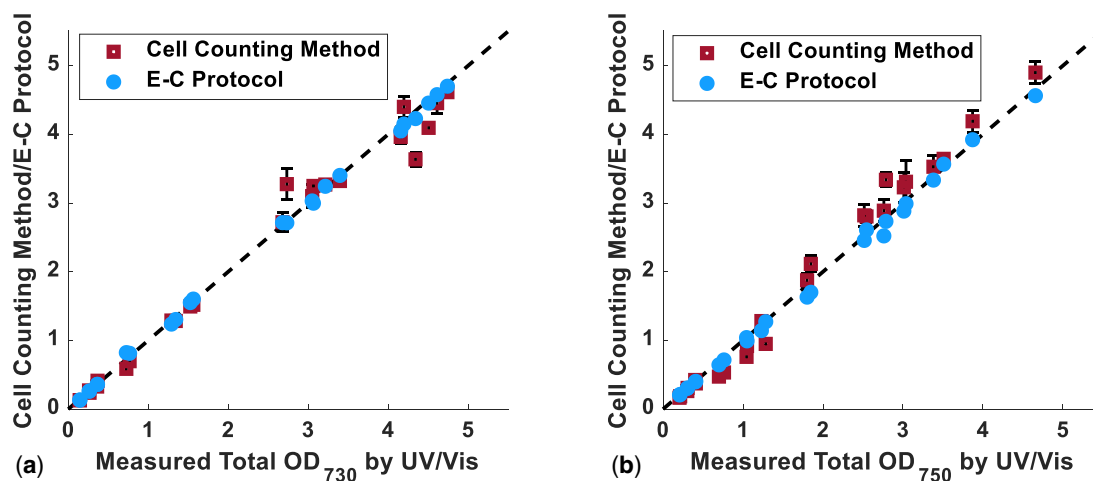 Cell Counting Method/E-C Protocol
5
4
3
2
1
0
Cell Counting Method
E-C Protocol
0 1 2 3 4 5
(a) Measured Total OD730 by UV/Vis
Cell Counting Method/E-C Protocol
5
4
3
2
1
0
Cell Counting Method
E-C Protocol
0 1 2 3 4 5
(b) Measured Total OD750 by UV/Vis